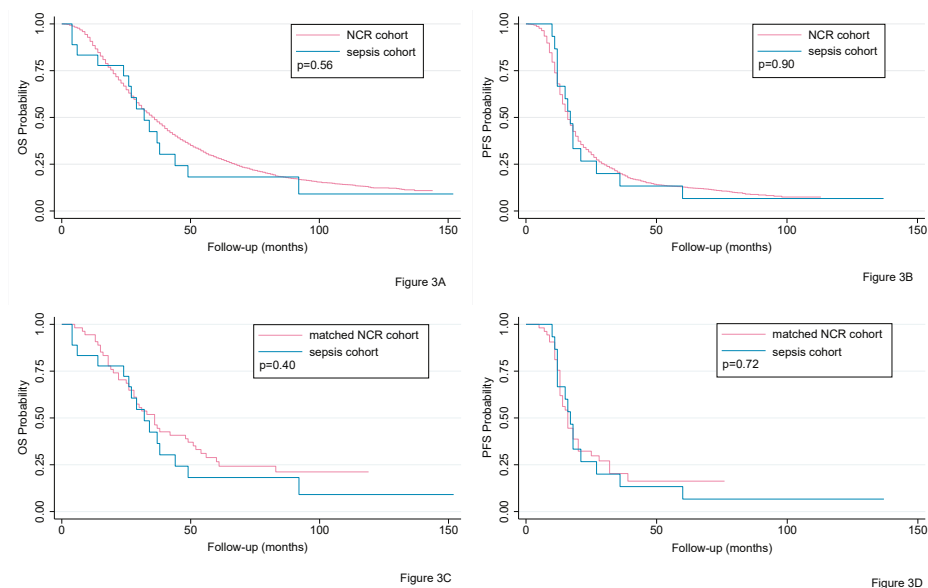 1.00
0.75
0.50
0.25
0.00
OS Probability
NCR cohort
sepsis cohort
p=0.56
0 50 100 150
Follow-up (months)
Figure 3A
1.00
0.75
0.50
0.25
0.00
PFS Probability
NCR cohort
sepsis cohort
p=0.90
0 50 100 150
Follow-up (months)
Figure 3B
1.00
0.75
0.50
0.25
0.00
OS Probability
matched NCR cohort
sepsis cohort
p=0.40
0 50 100 150
Follow-up (months)
Figure 3C
1.00
0.75
0.50
0.25
0.00
PFS Probability
matched NCR cohort
sepsis cohort
p=0.72
0 50 100 150
Follow-up (months)
Figure 3D